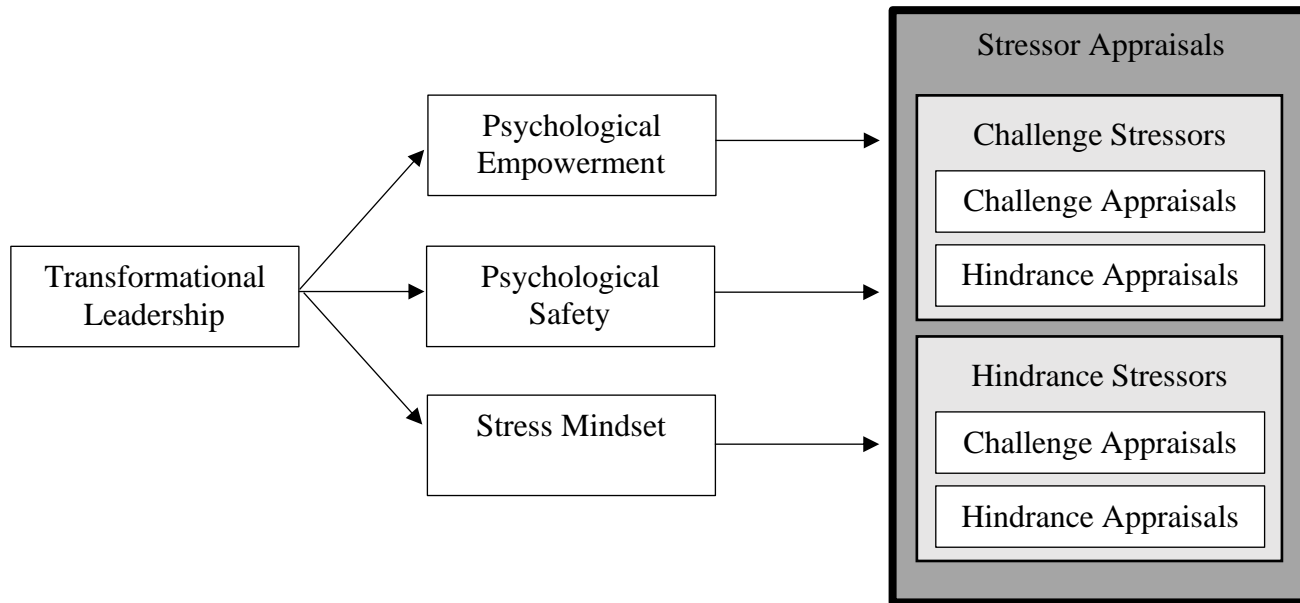 Transformational
Leadership
Psychological
Empowerment
Psychological
Safety
Stress Mindset
Stressor Appraisals
Challenge Stressors
Challenge Appraisals
Hindrance Appraisals
Hindrance Stressors
Challenge Appraisals
Hindrance Appraisals